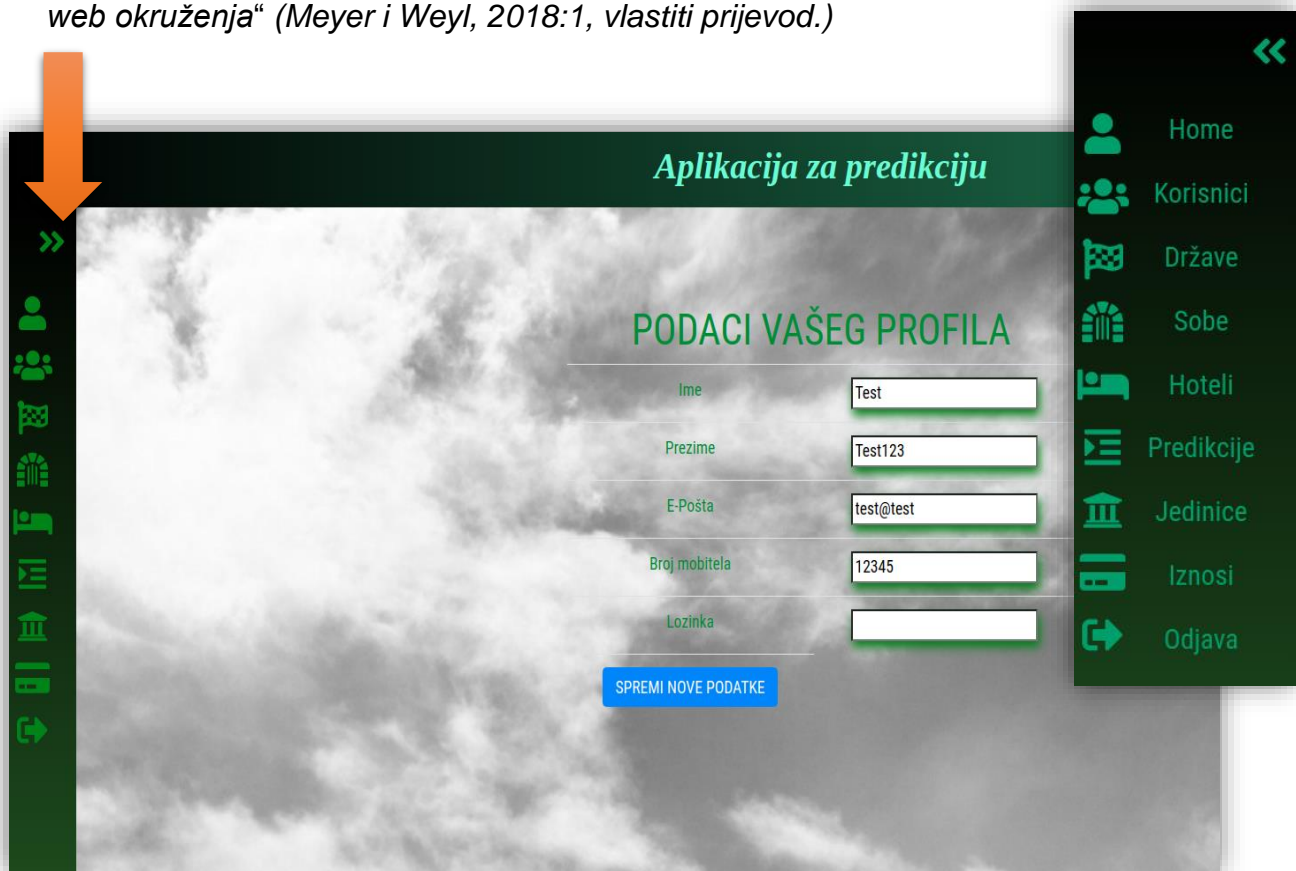 web okruženja“ (Meyer i Weyl, 2018:1, vlastiti prijevod.)
Aplikacija za predikciju
PODACI VAŠEG PROFILA
Ime
Test
Prezime
Test123
E-Pošta
test@test
Broj mobitela
12345
Lozinka
SPREMI NOVE PODATKE
Home
Korisnici
Države
Sobe
Hoteli
Predikcije
Jedinice
Iznosi
Odjava